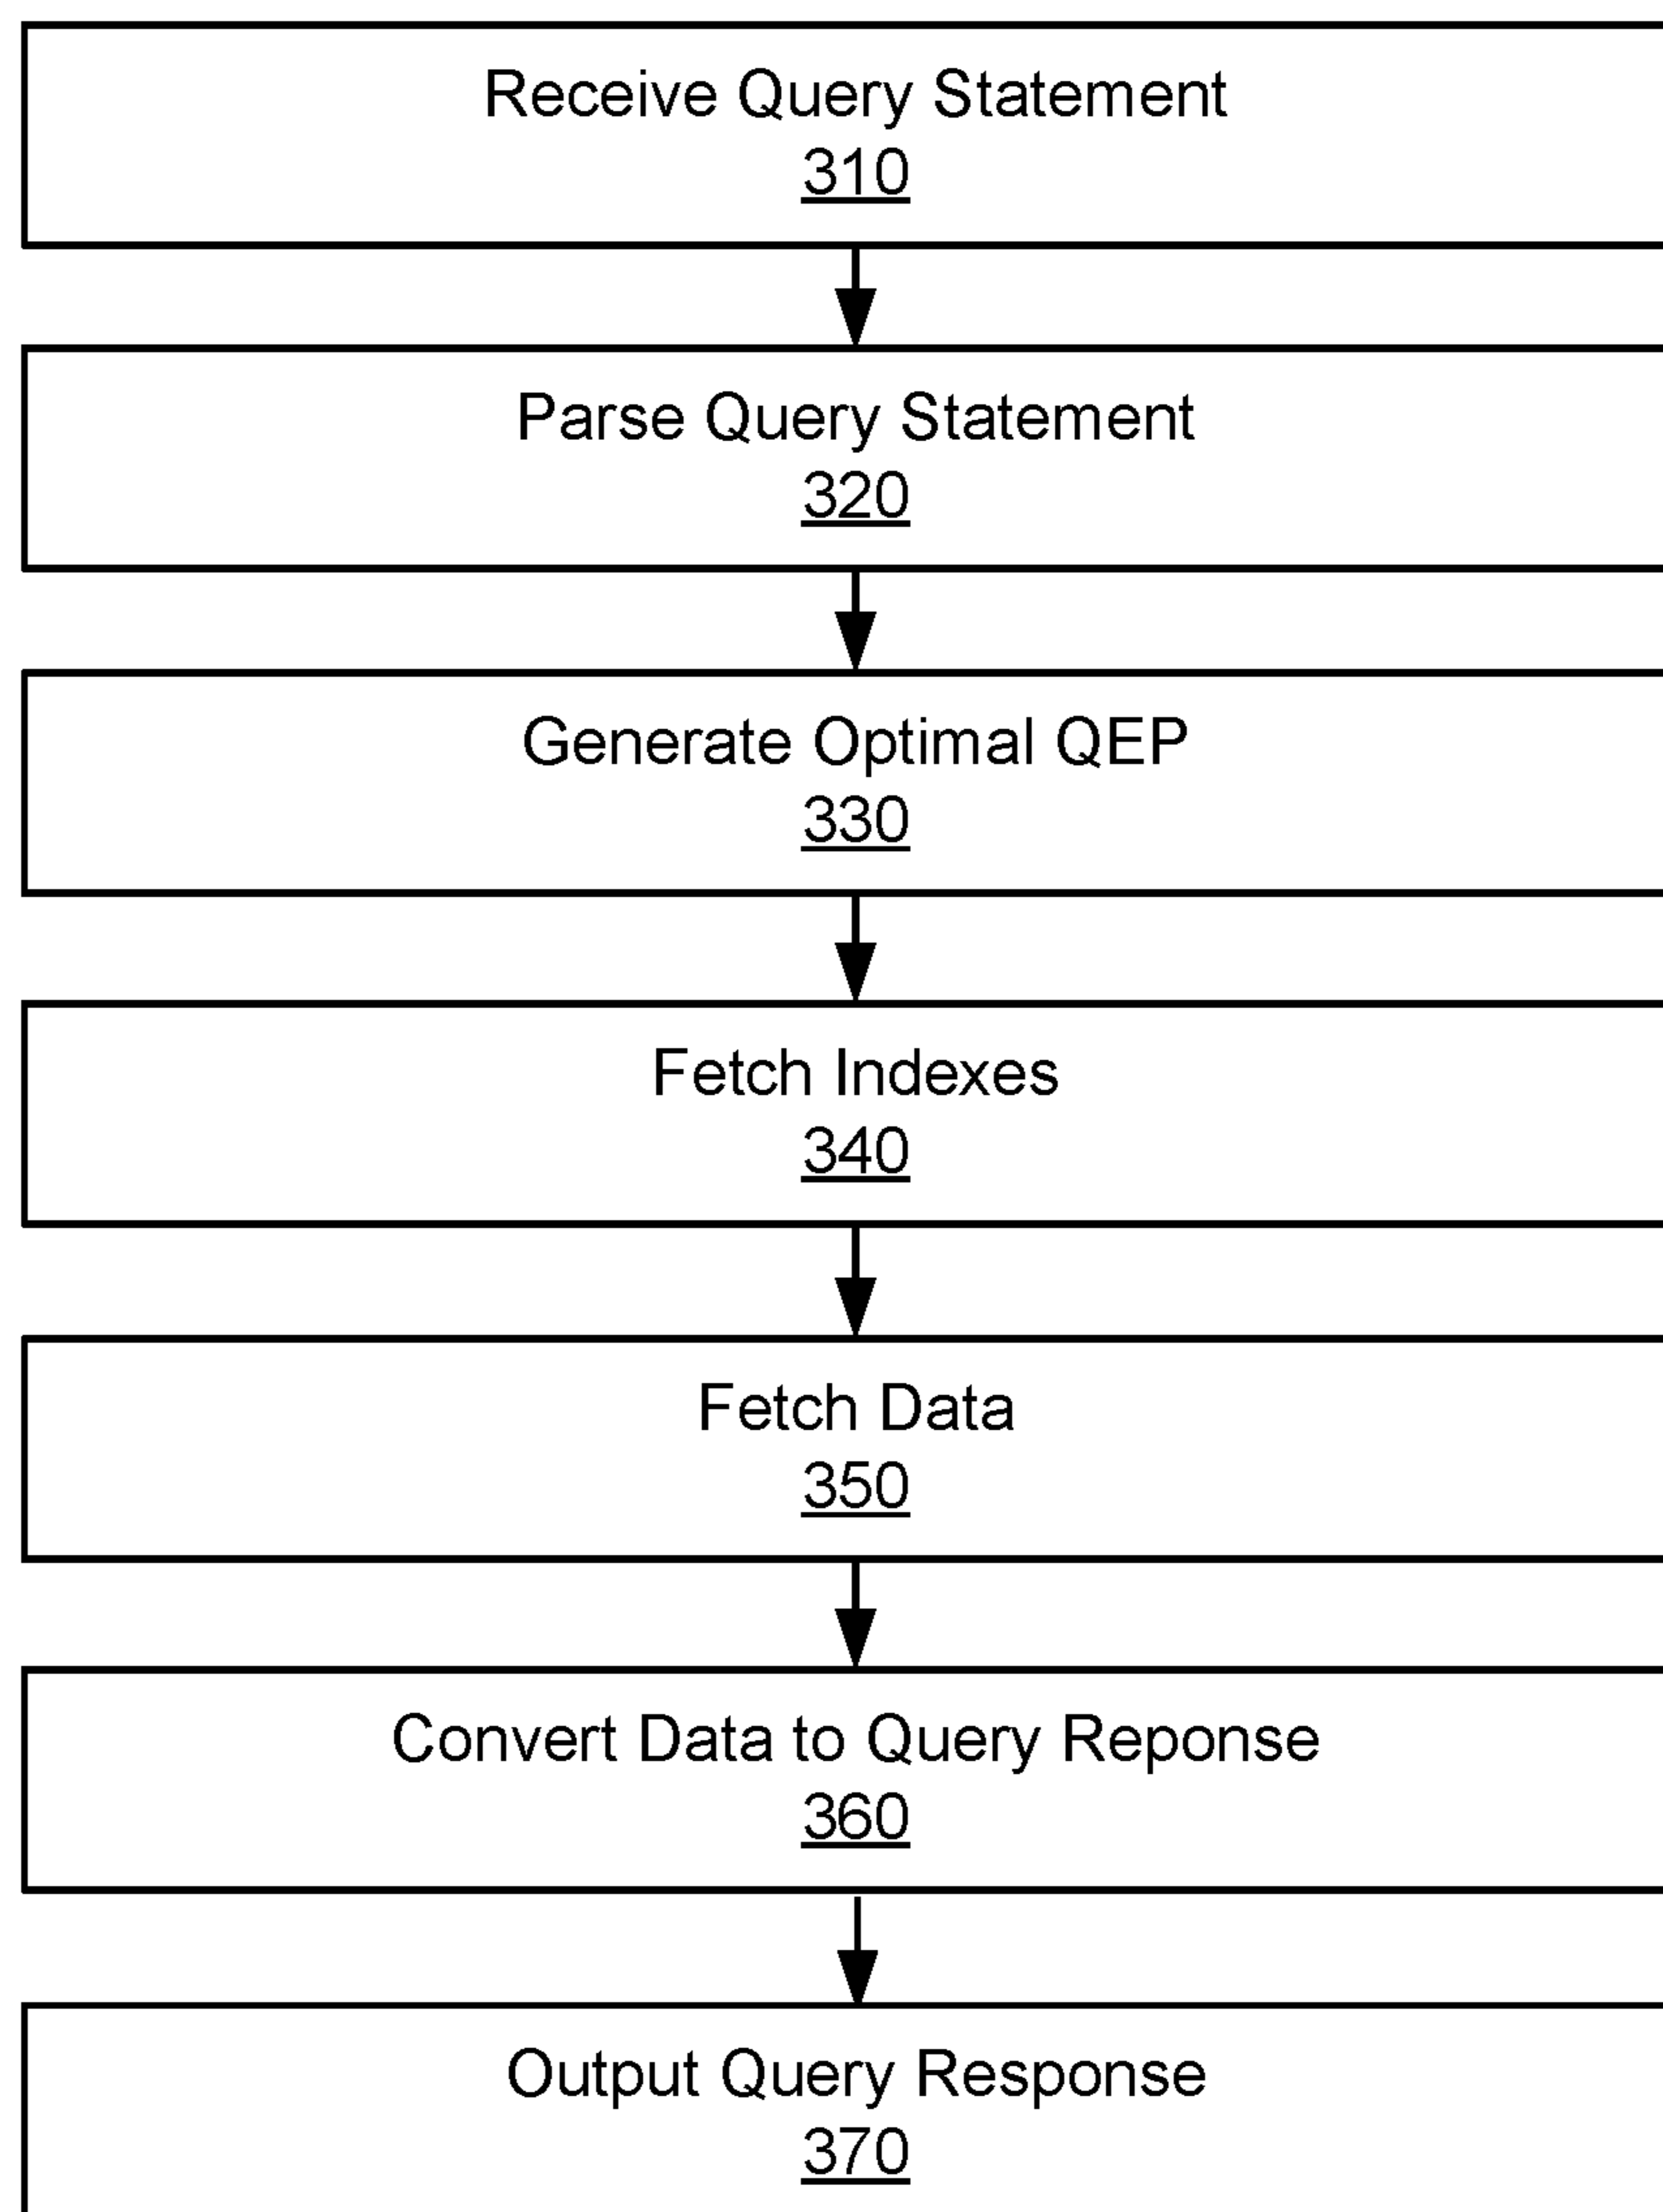 Receive Query Statement
310
Parse Query Statement
320
Generate Optimal QEP
330
Fetch Indexes
340
Fetch Data
350
Convert Data to Query Reponse
360
Output Query Response
370